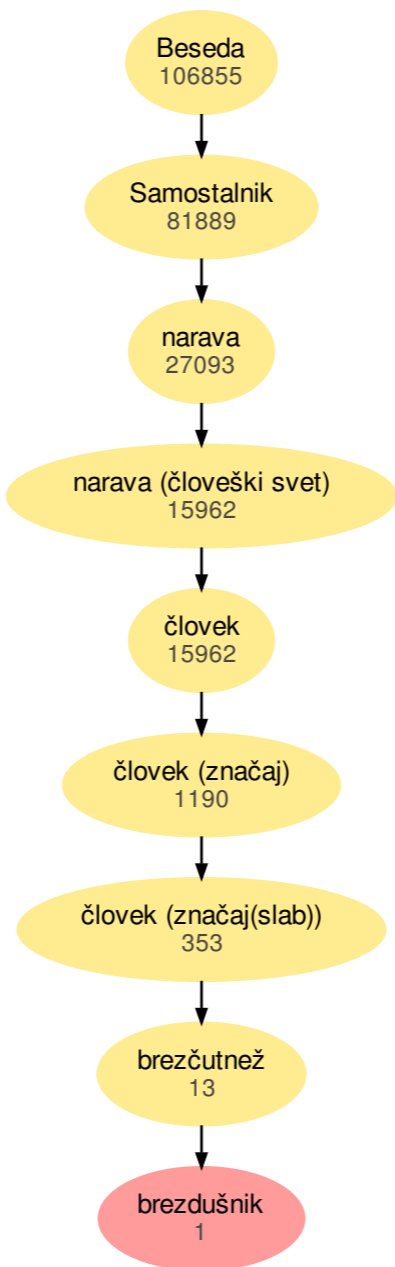 Beseda
106855
Samostalnik
81889
narava
27093
narava (človeški svet)
15962
človek
15962
človek (značaj)
1190
človek (značaj(slab))
353
brezčutnež
13
brezdušnik
1